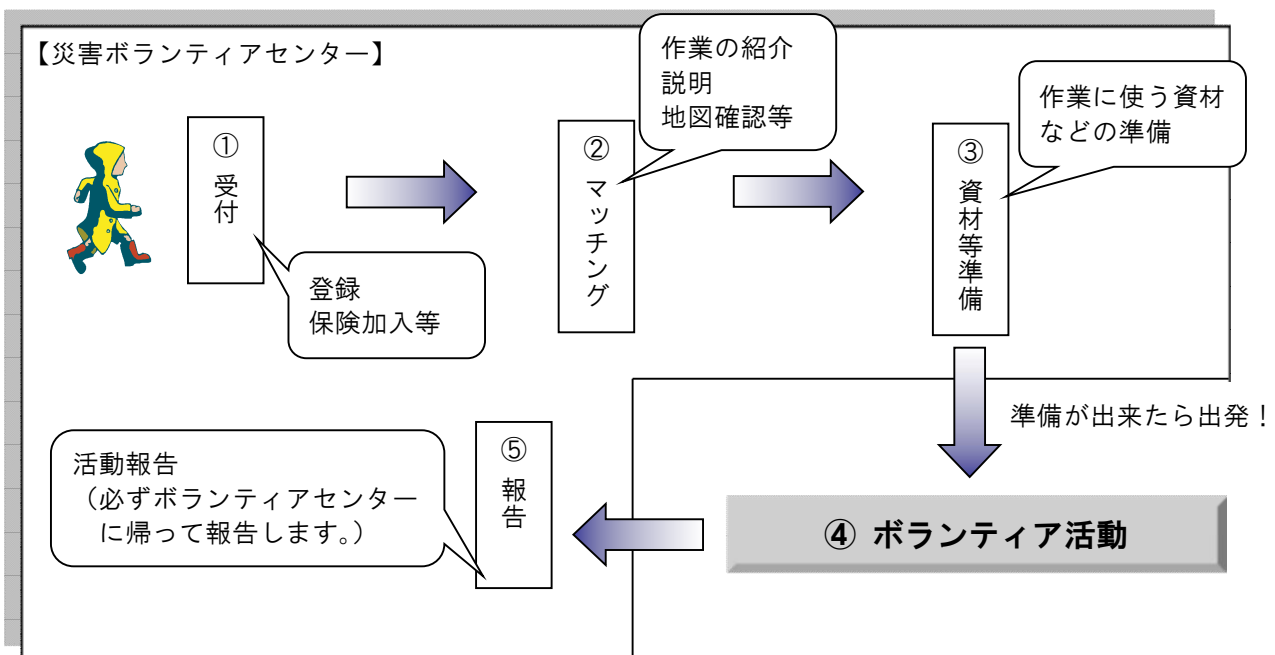 【災害ボランティアセンター】
①受付
登録
保険加入等
②マッチング
作業の紹介
説明
地図確認等
③資材等準備
作業に使う資材
などの準備
準備が出来たら出発！
④ ボランティア活動
⑤報告
活動報告
（必ずボランティアセンター
に帰って報告します。）